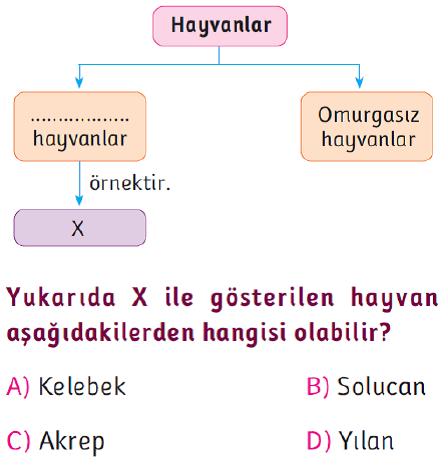 Hayvanlar
..................
hayvanlar
Omurgasız
hayvanlar
örnektir.
X
Yukarıda X ile gösterilen hayvan
aşağıdakilerden hangisi olabilir?
A) Kelebek
B) Solucan
C) Akrep
D) Yılan